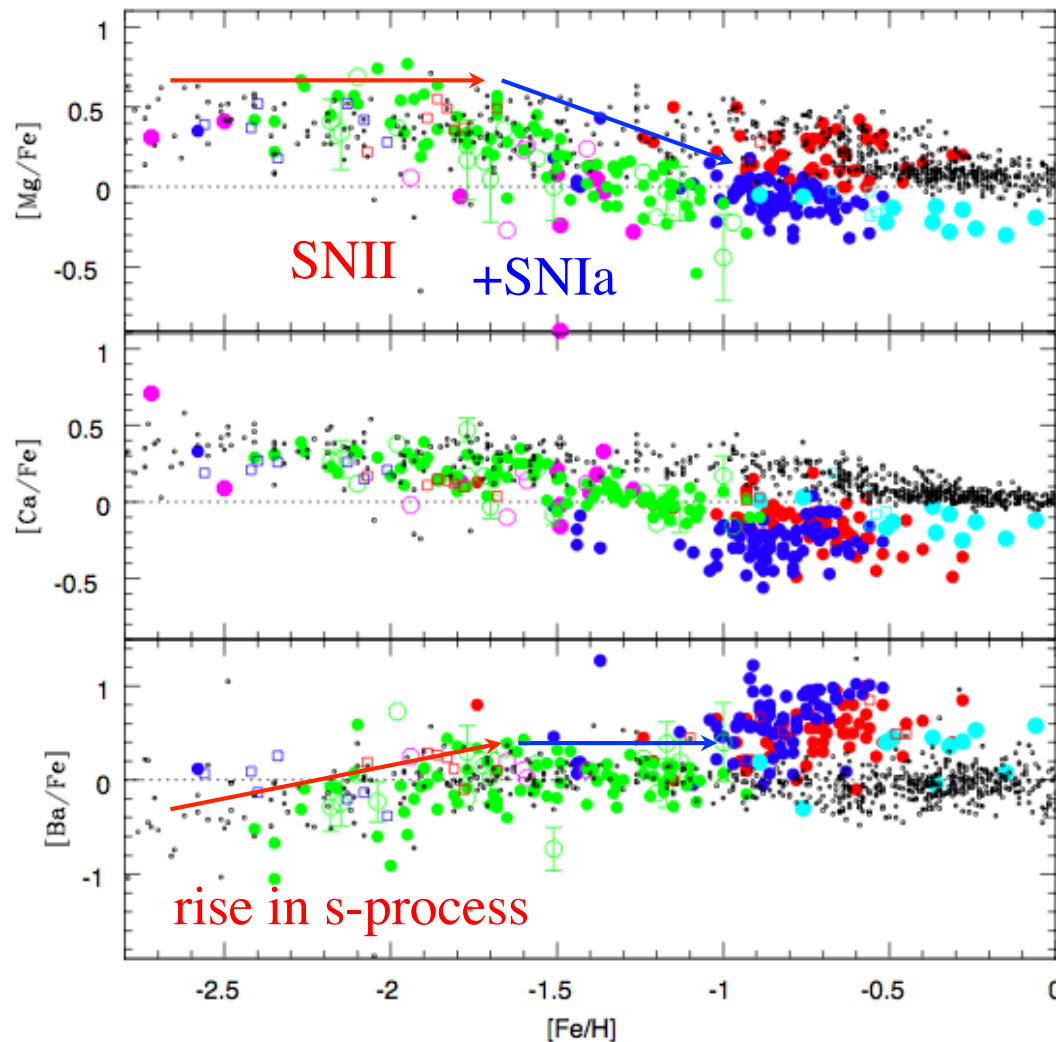 1
0.5
0
-0.5
[Mg/Fe]
SNII
+SNIa
1
0.5
0
-0.5
[Ca/Fe]
1
0
-1
[Ba/Fe]
rise in s-process
-2.5 -2 -1.5 -1 -0.5 0
[Fe/H]